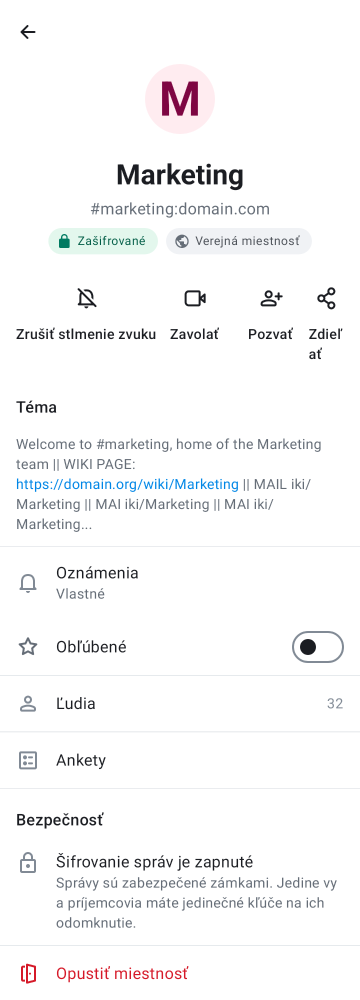 M
Marketing
#marketing:domain.com
Zašifrované
Verejná miestnosť
Zrušiť stlmenie zvuku
Zavolať
Pozvať
Zdieľ
ať
Téma
Welcome to #marketing, home of the Marketing
team || WIKI PAGE:
https://domain.org/wiki/Marketing || MAIL iki/
Marketing || MAI iki/Marketing || MAI iki/
Marketing...
Oznámenia
Vlastné
Obľúbené
Ľudia
32
Ankety
Bezpečnosť
Šifrovanie správ je zapnuté
Správy sú zabezpečené zámkami. Jedine vy
a príjemcovia máte jedinečné kľúče na ich
odomknutie.
Opustiť miestnosť